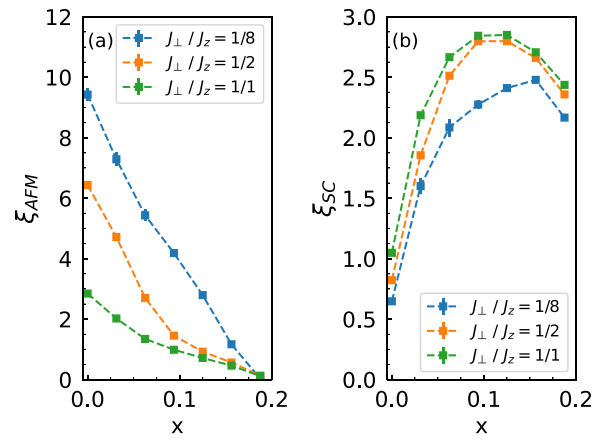 (a)
J⊥ / Jz = 1/8
J⊥ / Jz = 1/2
J⊥ / Jz = 1/1
12
10
8
6
4
2
0
ξAFM
0.0
0.1
0.2
x
(b)
3.0
2.5
2.0
1.5
1.0
0.5
0.0
ξSC
J⊥ / Jz = 1/8
J⊥ / Jz = 1/2
J⊥ / Jz = 1/1
0.0
0.1
0.2
x